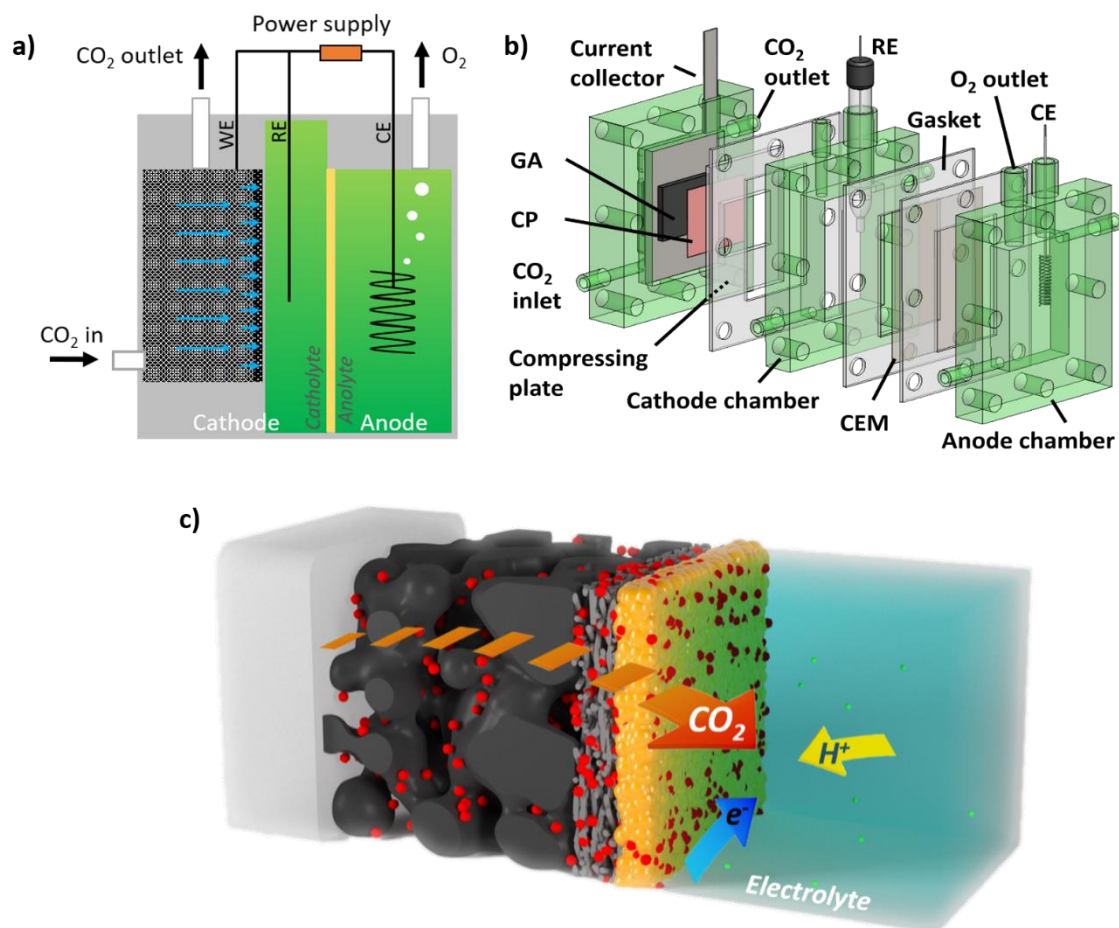 a)
Power supply
CO₂ outlet
O₂
WE
RE
CE
CO₂ in
Catholyte
Anolyte
Cathode
Anode
b)
Current
collector
CO₂
outlet
RE
O₂ outlet
Gasket
CE
GA
CP
CO₂
inlet
Compressing
plate
Cathode chamber
CEM
Anode chamber
c)
CO₂
H⁺
e⁻
Electrolyte